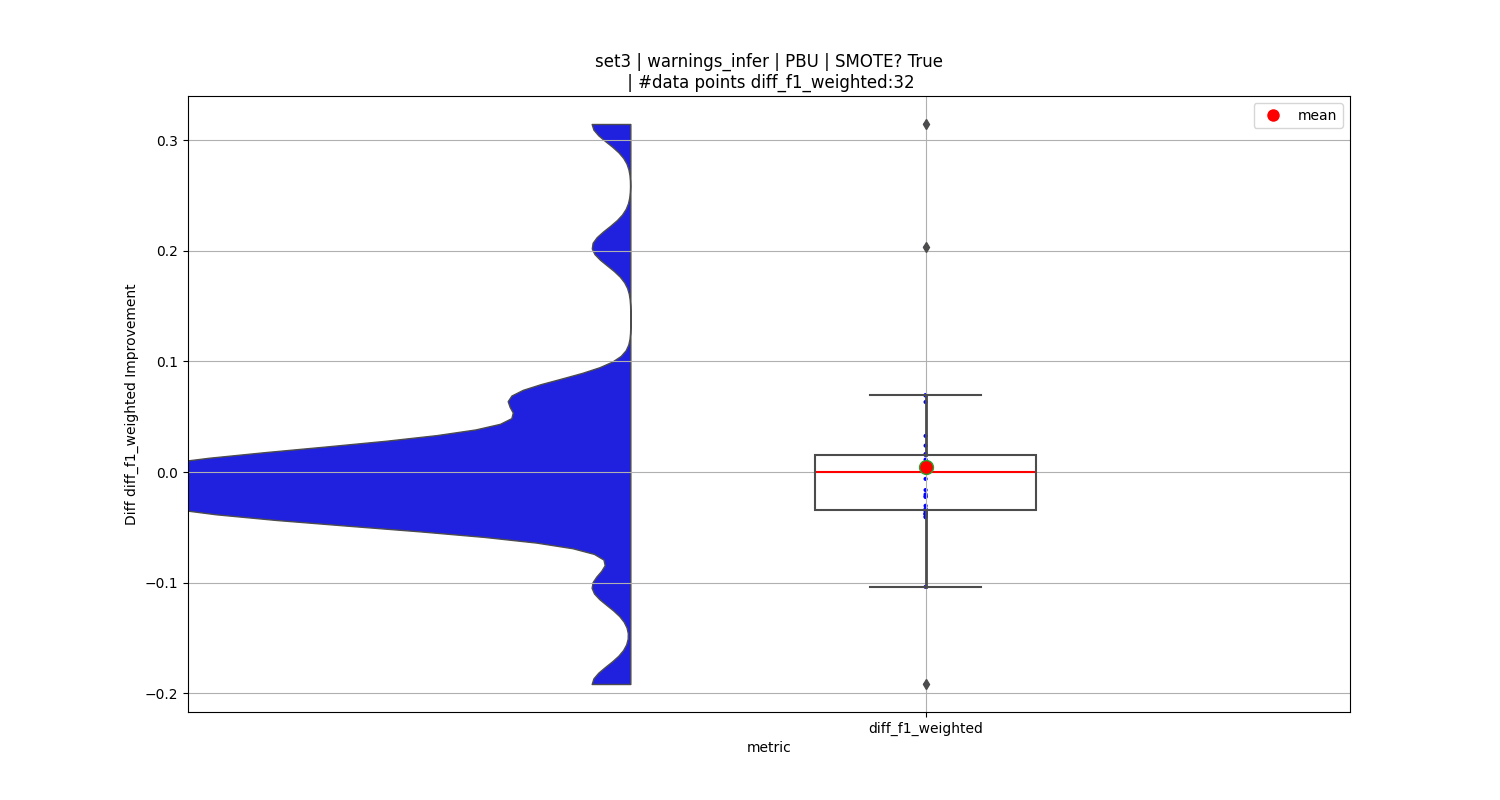 set3 | warnings_infer | PBU | SMOTE? True
| #data points diff_f1_weighted:32
mean
0.3
0.2
0.1
0.0
−0.1
−0.2
Diff diff_f1_weighted Improvement
diff_f1_weighted
metric